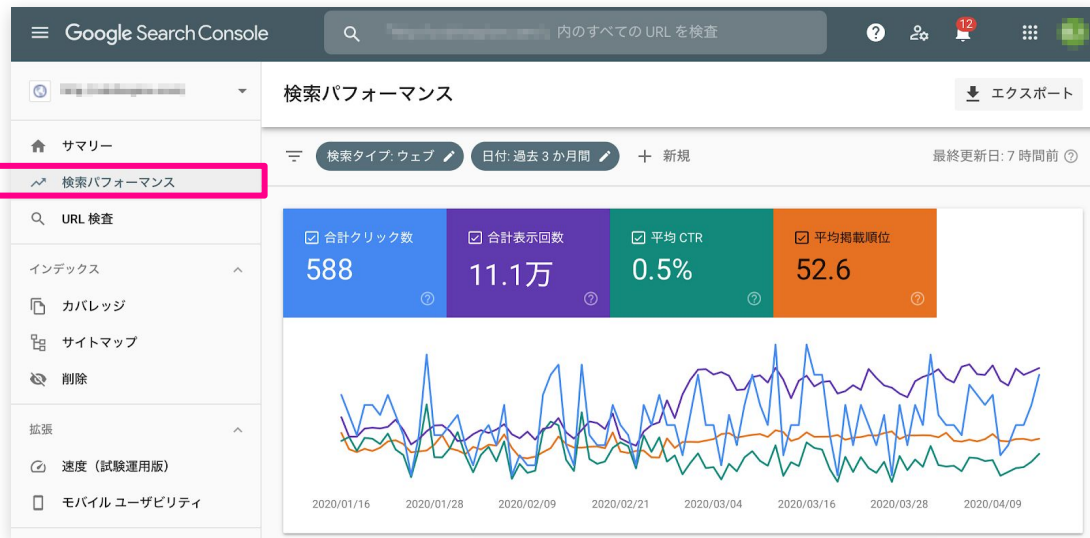 Google Search Console
内のすべての URL を検査
12
検索パフォーマンス
エクスポート
サマリー
検索パフォーマンス
URL 検査
インデックス
カバレッジ
サイトマップ
削除
拡張
速度（試験運用版）
モバイル ユーザビリティ
検索タイプ: ウェブ
日付: 過去 3 か月間
新規
最終更新日: 7 時間前
合計クリック数
588
合計表示回数
11.1万
平均 CTR
0.5%
平均掲載順位
52.6
2020/01/16
2020/01/28
2020/02/09
2020/02/21
2020/03/04
2020/03/16
2020/03/28
2020/04/09